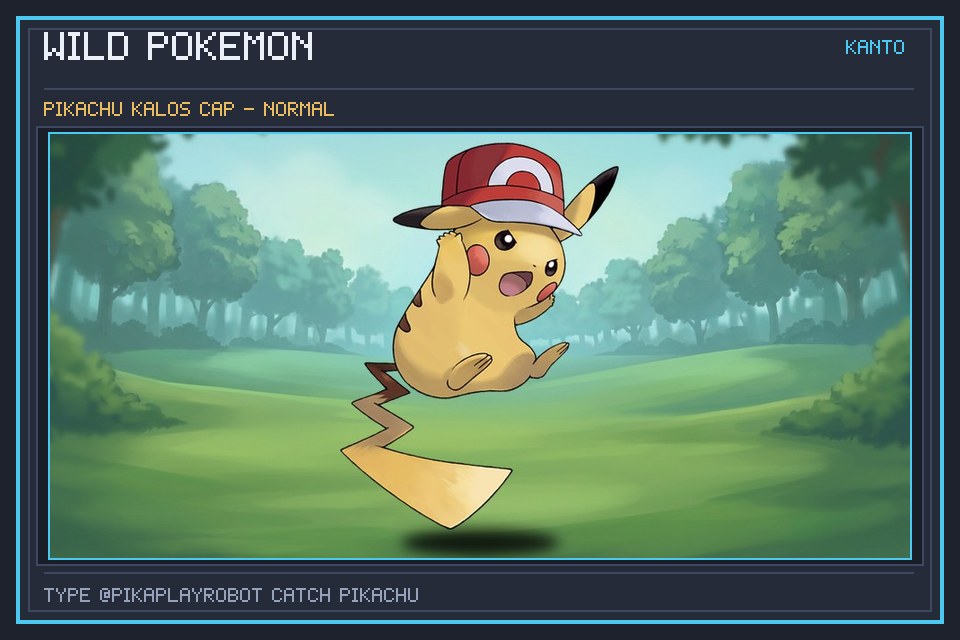 WILD POKEMON
KANTO
PIKACHU KALOS CAP - NORMAL
TYPE @PIKAPLAYROBOT CATCH PIKACHU